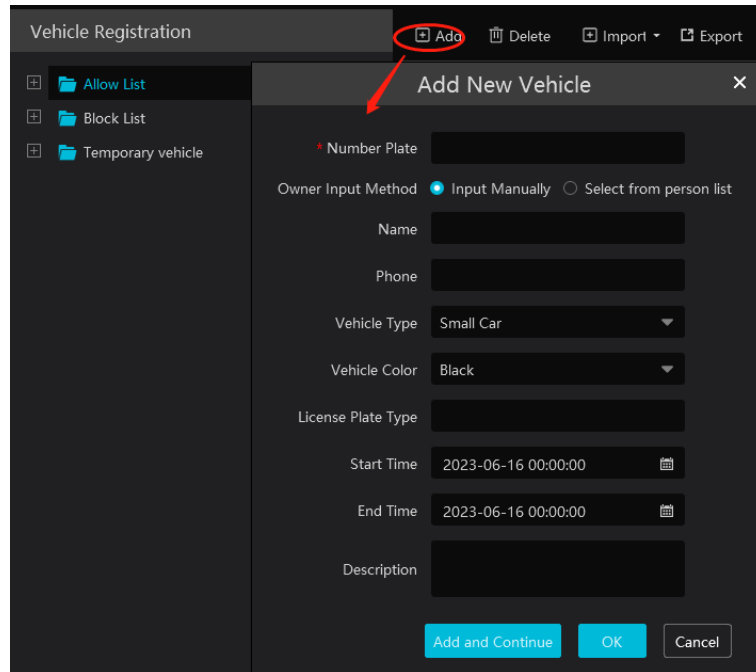 Vehicle Registration
Add Delete Import Export
Allow List
Block List
Temporary vehicle
Add New Vehicle
* Number Plate
Owner Input Method Input Manually Select from person list
Name
Phone
Vehicle Type Small Car
Vehicle Color Black
License Plate Type
Start Time 2023-06-16 00:00:00
End Time 2023-06-16 00:00:00
Description
Add and Continue OK Cancel